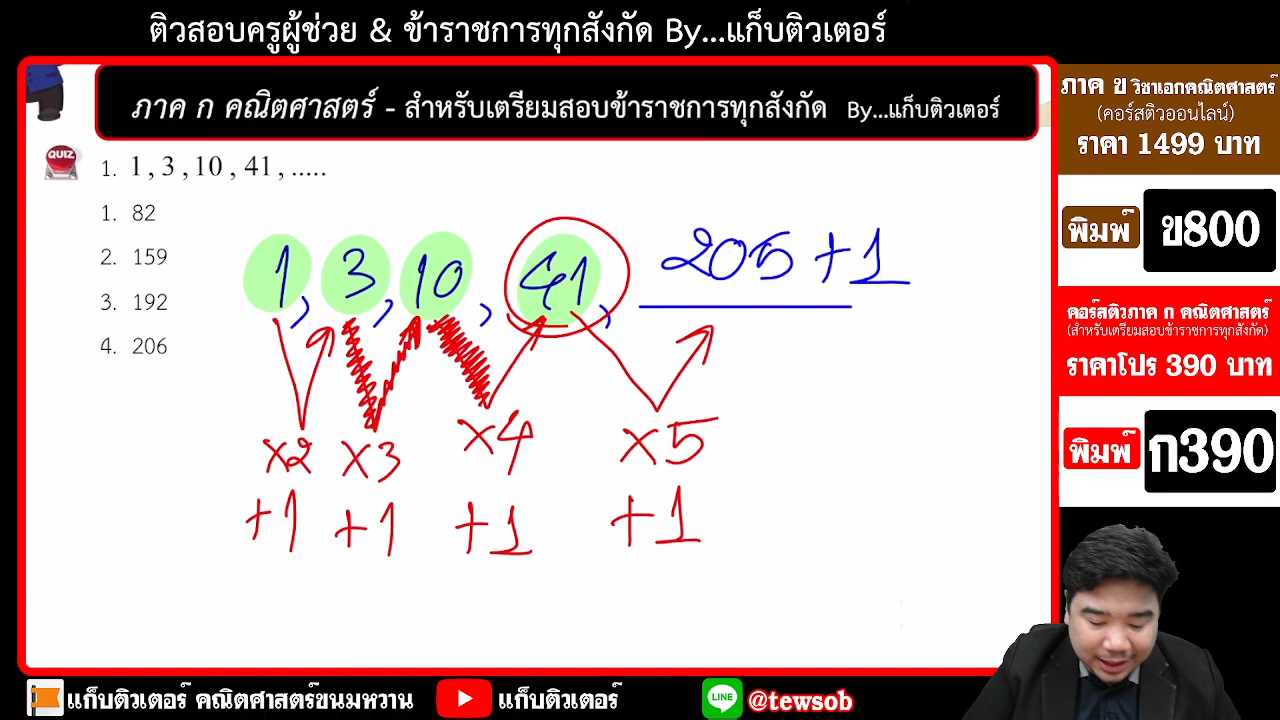 ติวสอบครูผู้ช่วย & ข้าราชการทุกสังกัด By...แก็บติวเตอร์
ภาค ก คณิตศาสตร์ - สำหรับเตรียมสอบข้าราชการทุกสังกัด By...แก็บติวเตอร์
QUIZ
1. 1 , 3 , 10 , 41 , .....
1. 82
2. 159
3. 192
4. 206
1, 3, 10, 41, 205 + 1
×2 ×3 ×4 ×5
+1 +1 +1 +1
ภาค ข วิชาเอกคณิตศาสตร์
(คอร์สติวออนไลน์)
ราคา 1499 บาท
พิมพ์ ข800
คอร์สติวภาค ก คณิตศาสตร์
(สำหรับเตรียมสอบข้าราชการทุกสังกัด)
ราคาโปร 390 บาท
พิมพ์ ก390
แก็บติวเตอร์ คณิตศาสตร์ขนมหวาน แก็บติวเตอร์ LINE @tewsob